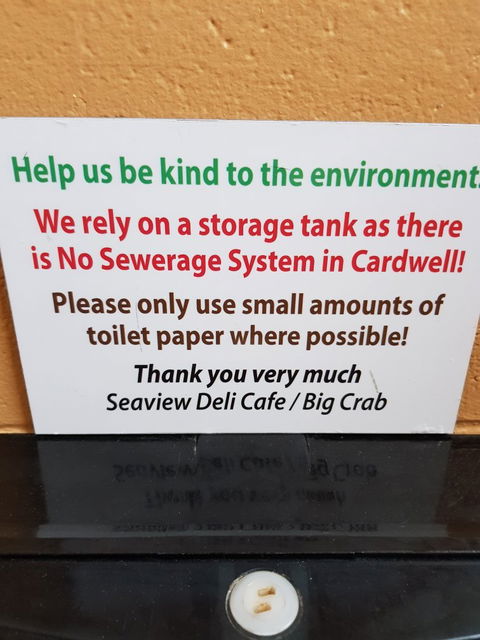 Help us be kind to the environment.
We rely on a storage tank as there
is No Sewerage System in Cardwell!
Please only use small amounts of
toilet paper where possible!
Thank you very much
Seaview Deli Cafe / Big Crab